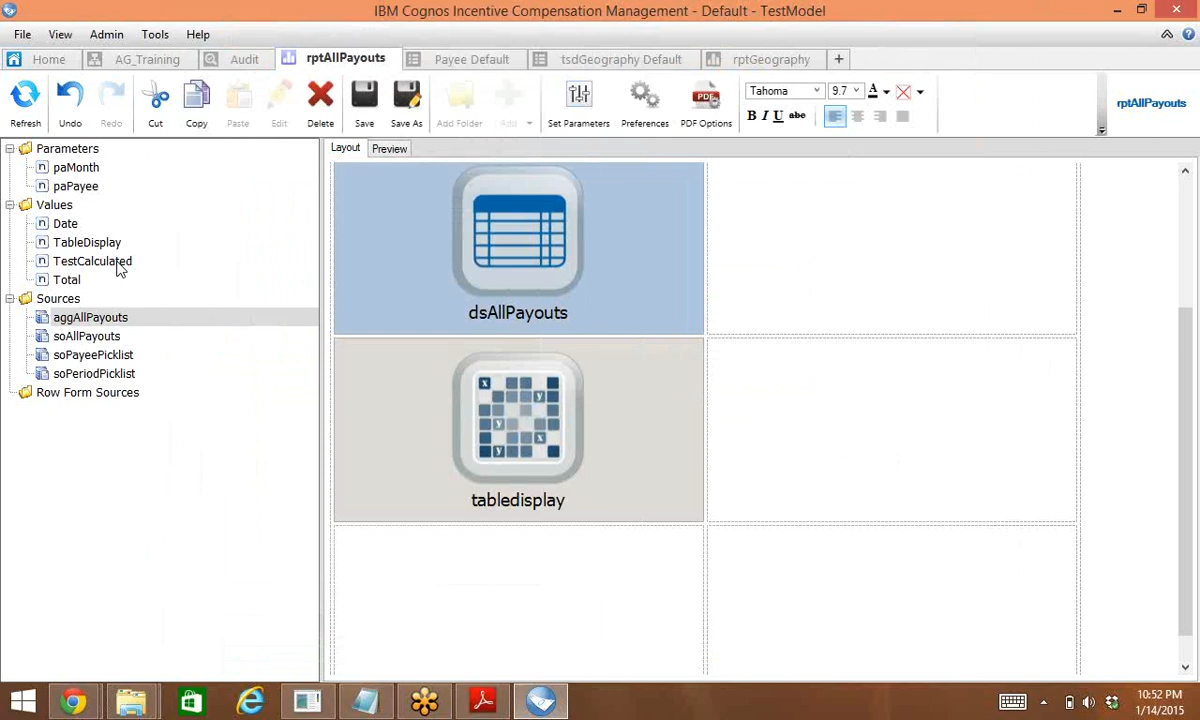 IBM Cognos Incentive Compensation Management - Default - TestModel
File View Admin Tools Help
Home AG_Training Audit rptAllPayouts Payee Default tsdGeography Default rptGeography +
Refresh Undo Redo Cut Copy Paste Edit Delete Save Save As Add Folder Add Set Parameters Preferences PDF Options
Tahoma 9.7 A
B I U abc
rptAllPayouts
Parameters
paMonth
paPayee
Values
Date
TableDisplay
TestCalculated
Total
Sources
aggAllPayouts
soAllPayouts
soPayeePicklist
soPeriodPicklist
Row Form Sources
Layout Preview
dsAllPayouts
x
y
y
x
y
tabledisplay
10:52 PM
1/14/2015